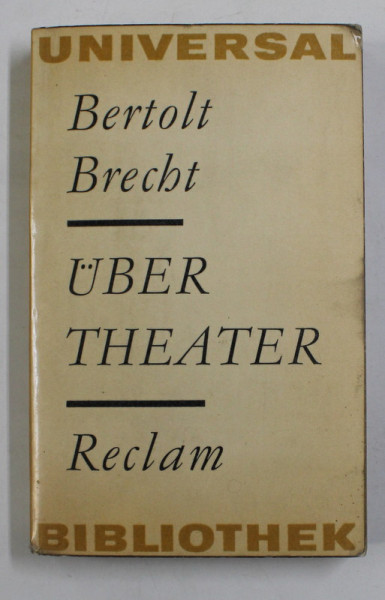 UNIVERSAL
Bertolt
Brecht
ÜBER
THEATER
Reclam
BIBLIOTHEK